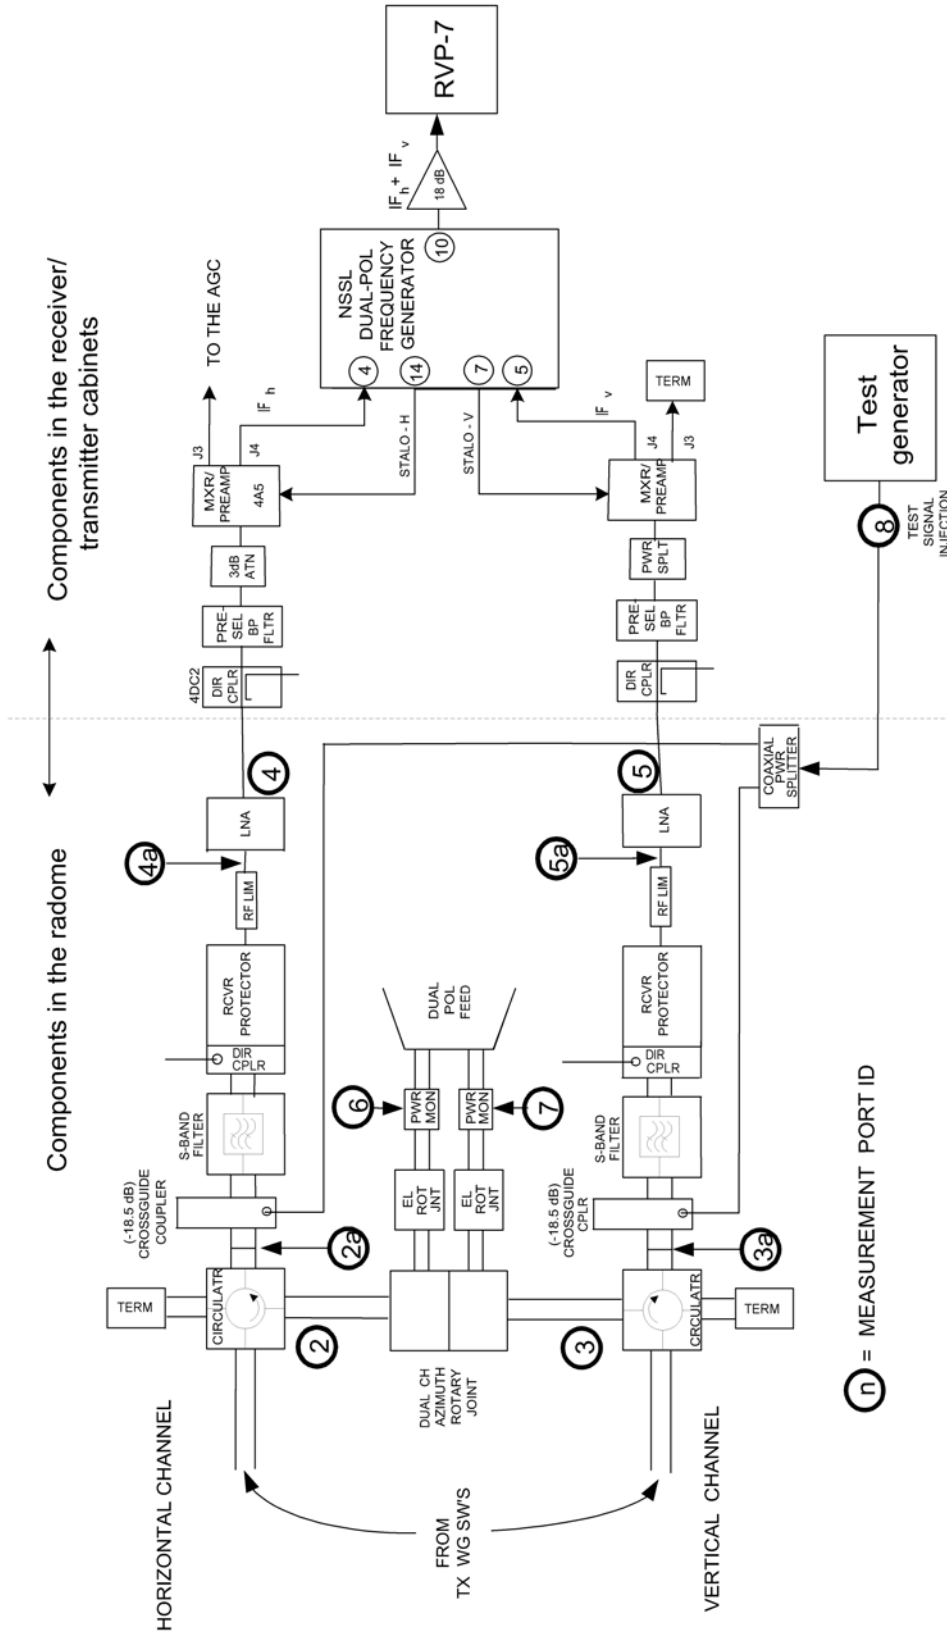 Components in the radome
Components in the receiver/
transmitter cabinets
HORIZONTAL CHANNEL
TERM
CIRCULATR
2a
(-18.5 dB)
CROSSGUIDE
COUPLER
S-BAND
FILTER
DIR
CPLR
RCVR
PROTECTOR
RF LIM
4a
LNA
4
4DC2
DIR
CPLR
PRE-
SEL
BP
FLTR
3dB
ATN
MXR/
PREAMP
4A5
J3
J4
TO THE AGC
IF h
STALO - H
STALO - V
IF v
NSSL
DUAL-POL
FREQUENCY
GENERATOR
4
14
7
5
10
IF h + IF v
18 dB
RVP-7
FROM
TX WG SW'S
2
3
DUAL CH
AZIMUTH
ROTARY
JOINT
EL
ROT
JNT
EL
ROT
JNT
6
PWR
MON
PWR
MON
7
DUAL
POL
FEED
VERTICAL CHANNEL
CRCULATR
TERM
3a
(-18.5 dB)
CROSSGUIDE
CPLR
S-BAND
FILTER
DIR
CPLR
RCVR
PROTECTOR
RF LIM
5a
LNA
5
DIR
CPLR
PRE-
SEL
BP
FLTR
PWR
SPLT
MXR/
PREAMP
J4
J3
TERM
COAXIAL
PWR
SPLITTER
8
TEST
SIGNAL
INJECTION
Test
generator
n = MEASUREMENT PORT ID